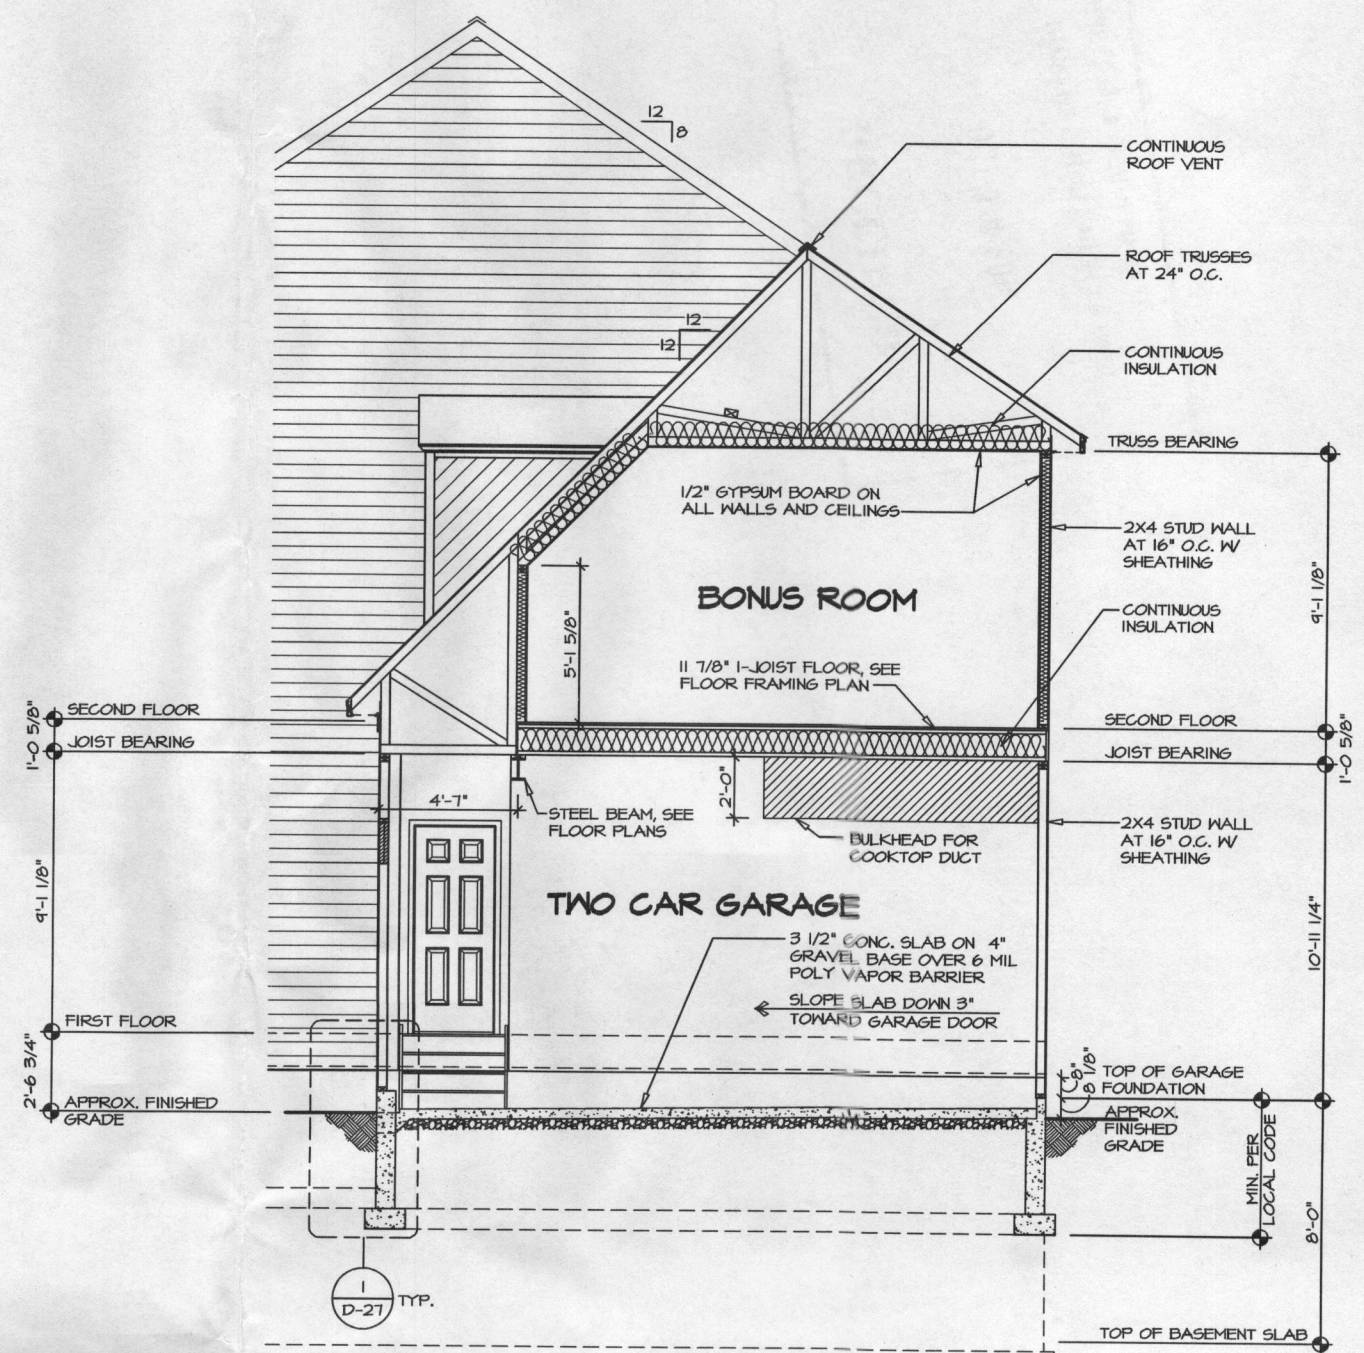 12
8
CONTINUOUS
ROOF VENT
ROOF TRUSSES
AT 24" O.C.
12
12
CONTINUOUS
INSULATION
TRUSS BEARING
1/2" GYPSUM BOARD ON
ALL WALLS AND CEILINGS
2X4 STUD WALL
AT 16" O.C. W/
SHEATHING
9'-1 1/8"
BONUS ROOM
CONTINUOUS
INSULATION
5'-1 5/8"
11 7/8" I-JOIST FLOOR, SEE
FLOOR FRAMING PLAN
SECOND FLOOR
1'-0 5/8"
JOIST BEARING
SECOND FLOOR
JOIST BEARING
1'-0 5/8"
4'-7"
2'-0"
STEEL BEAM, SEE
FLOOR PLANS
BULKHEAD FOR
COOKTOP DUCT
2X4 STUD WALL
AT 16" O.C. W/
SHEATHING
9'-1 1/8"
TWO CAR GARAGE
10'-11 1/4"
3 1/2" CONC. SLAB ON 4"
GRAVEL BASE OVER 6 MIL
POLY VAPOR BARRIER
SLOPE SLAB DOWN 3"
TOWARD GARAGE DOOR
FIRST FLOOR
2'-6 3/4"
APPROX. FINISHED
GRADE
8"
8 1/8"
TOP OF GARAGE
FOUNDATION
APPROX.
FINISHED
GRADE
MIN. PER
LOCAL CODE
8'-0"
1
D-27
TYP.
TOP OF BASEMENT SLAB